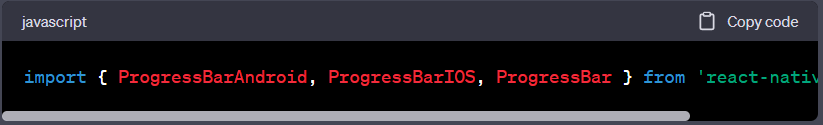 javascript
Copy code
import { ProgressBarAndroid, ProgressBarIOS, ProgressBar } from 'react-nativ